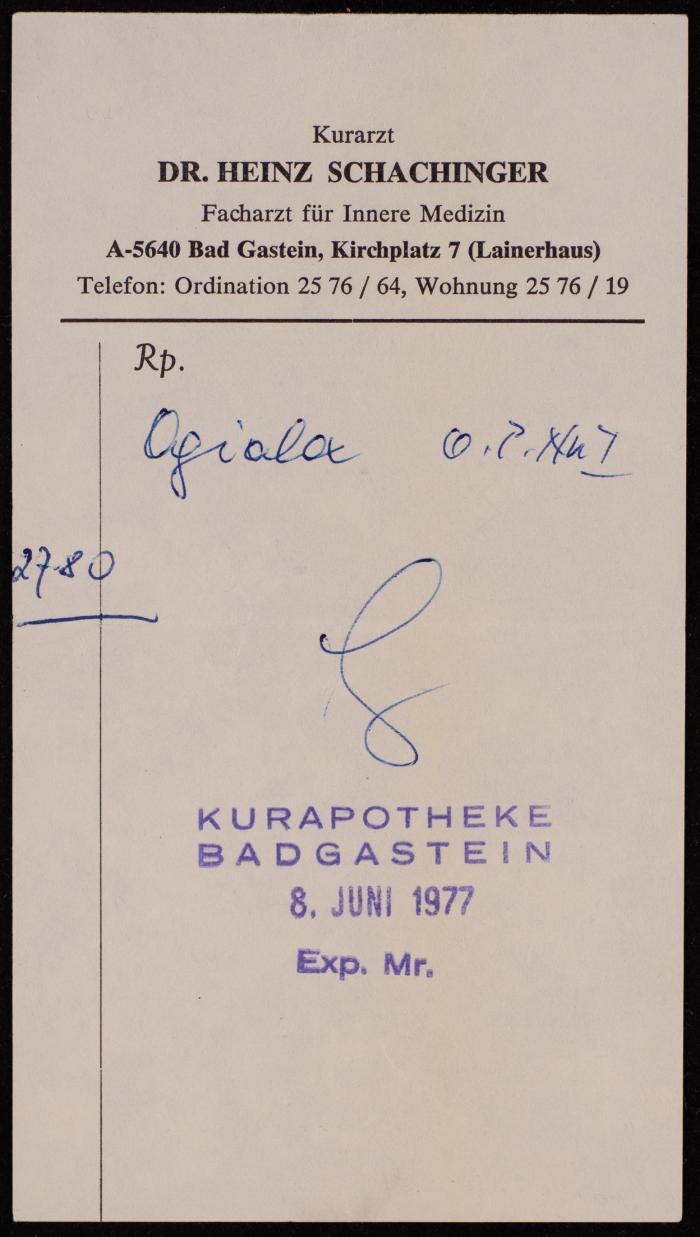 Kurarzt
DR. HEINZ SCHACHINGER
Facharzt für Innere Medizin
A-5640 Bad Gastein, Kirchplatz 7 (Lainerhaus)
Telefon: Ordination 25 76 / 64, Wohnung 25 76 / 19
Rp.
O.P.
27.80
KURAPOTHEKE
BADGASTEIN
8. JUNI 1977
Exp. Mr.